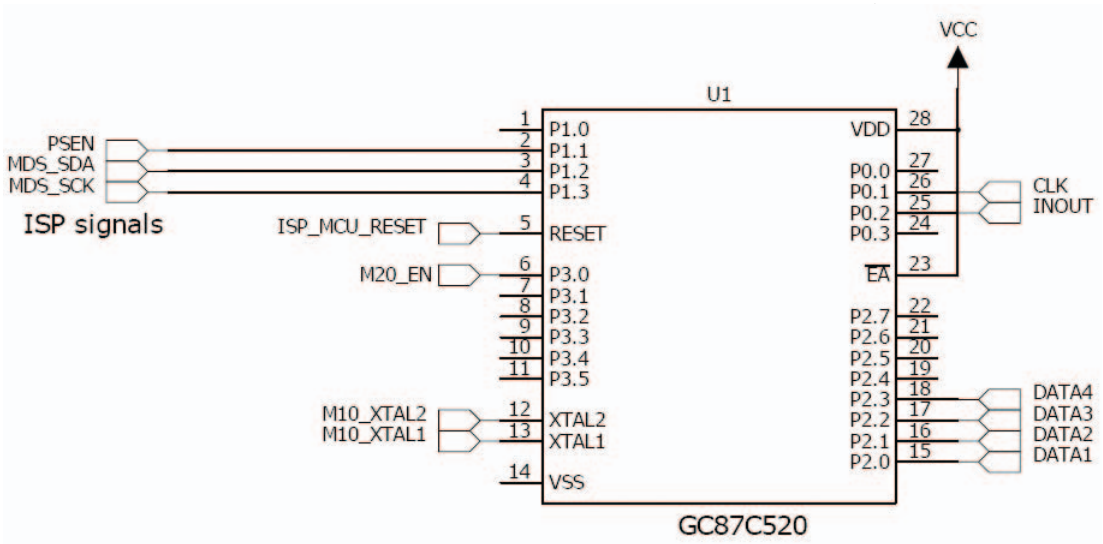 VCC
U1
1 P1.0
2 P1.1
3 P1.2
4 P1.3
5 RESET
6 P3.0
7 P3.1
8 P3.2
9 P3.3
10 P3.4
11 P3.5
12 XTAL2
13 XTAL1
14 VSS
PSEN
MDS_SDA
MDS_SCK
ISP signals
ISP_MCU_RESET
M20_EN
M10_XTAL2
M10_XTAL1
VDD 28
P0.0 27
P0.1 26
P0.2 25
P0.3 24
EA 23
P2.7 22
P2.6 21
P2.5 20
P2.4 19
P2.3 18
P2.2 17
P2.1 16
P2.0 15
CLK
INOUT
DATA4
DATA3
DATA2
DATA1
GC87C520